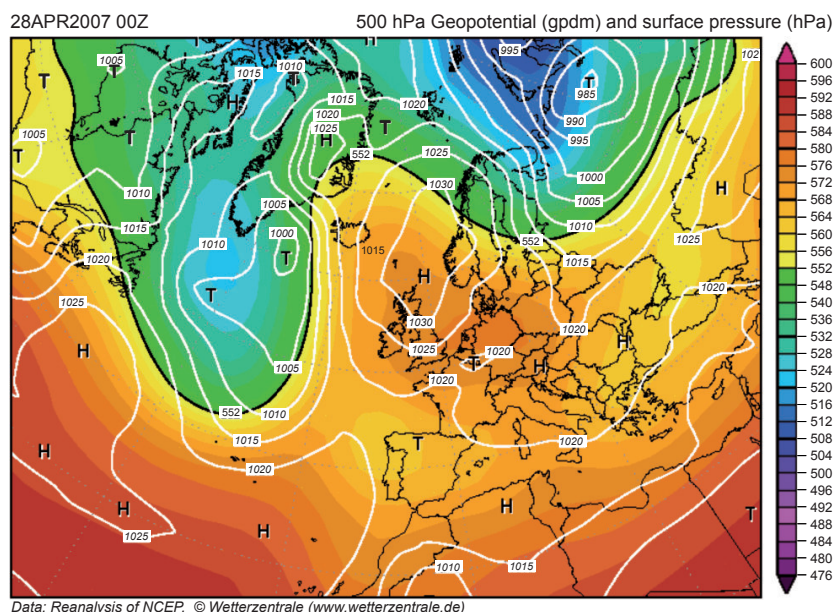 28APR2007 00Z 500 hPa Geopotential (gpdm) and surface pressure (hPa)
1005 1015 1010 H 995 102
T T T H T 600
985 596
H 1015 1020 592
1020 990 588
1005 T 1025 T 995 584
T H 552 1025 580
1010 1030 1000 H 576
1005 1005 572
1015 1010 1000 1010 568
1020 T 1015 552 1025 564
1025 T H 1015 560
1020 556
1030 1020 552
H 1025 1020 H 548
1005 T H 544
1020 540
552 1010 536
1015 T 1020 532
H 1020 528
524
H 1025 H H T 520
1010 1015 516
512
508
504
500
496
492
488
484
480
476
Data: Reanalysis of NCEP. © Wetterzentrale (www.wetterzentrale.de)